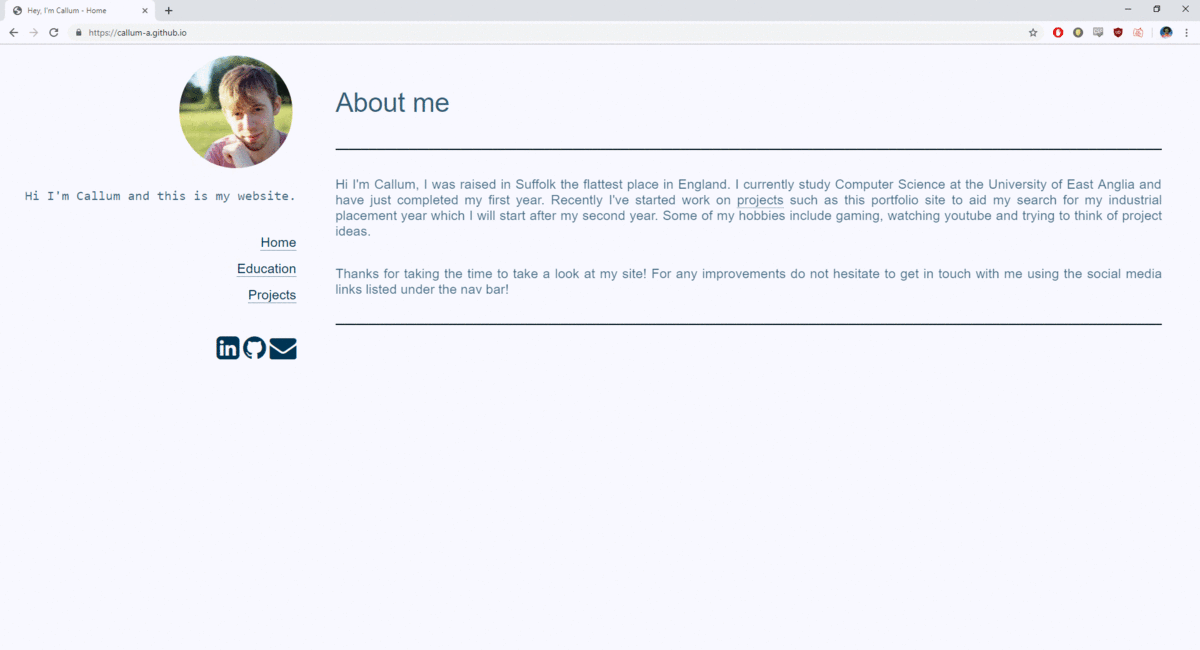 Hey, I'm Callum - Home
https://callum-a.github.io
Hi I'm Callum and this is my website.
Home
Education
Projects
in
About me
Hi I'm Callum, I was raised in Suffolk the flattest place in England. I currently study Computer Science at the University of East Anglia and
have just completed my first year. Recently I've started work on projects such as this portfolio site to aid my search for my industrial
placement year which I will start after my second year. Some of my hobbies include gaming, watching youtube and trying to think of project
ideas.
Thanks for taking the time to take a look at my site! For any improvements do not hesitate to get in touch with me using the social media
links listed under the nav bar!